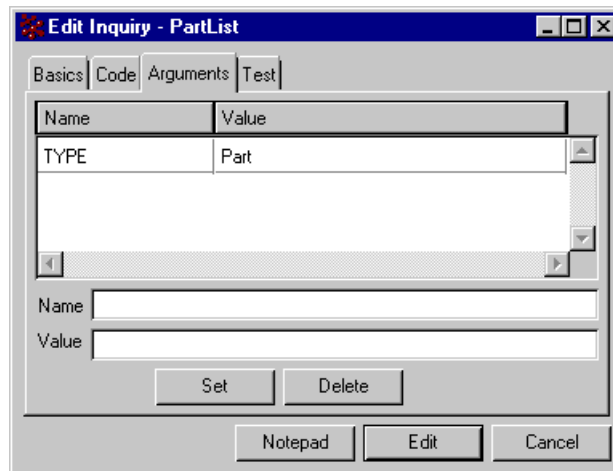 Edit Inquiry - PartList
Basics Code Arguments Test
Name Value
TYPE Part
Name
Value
Set Delete
Notepad Edit Cancel